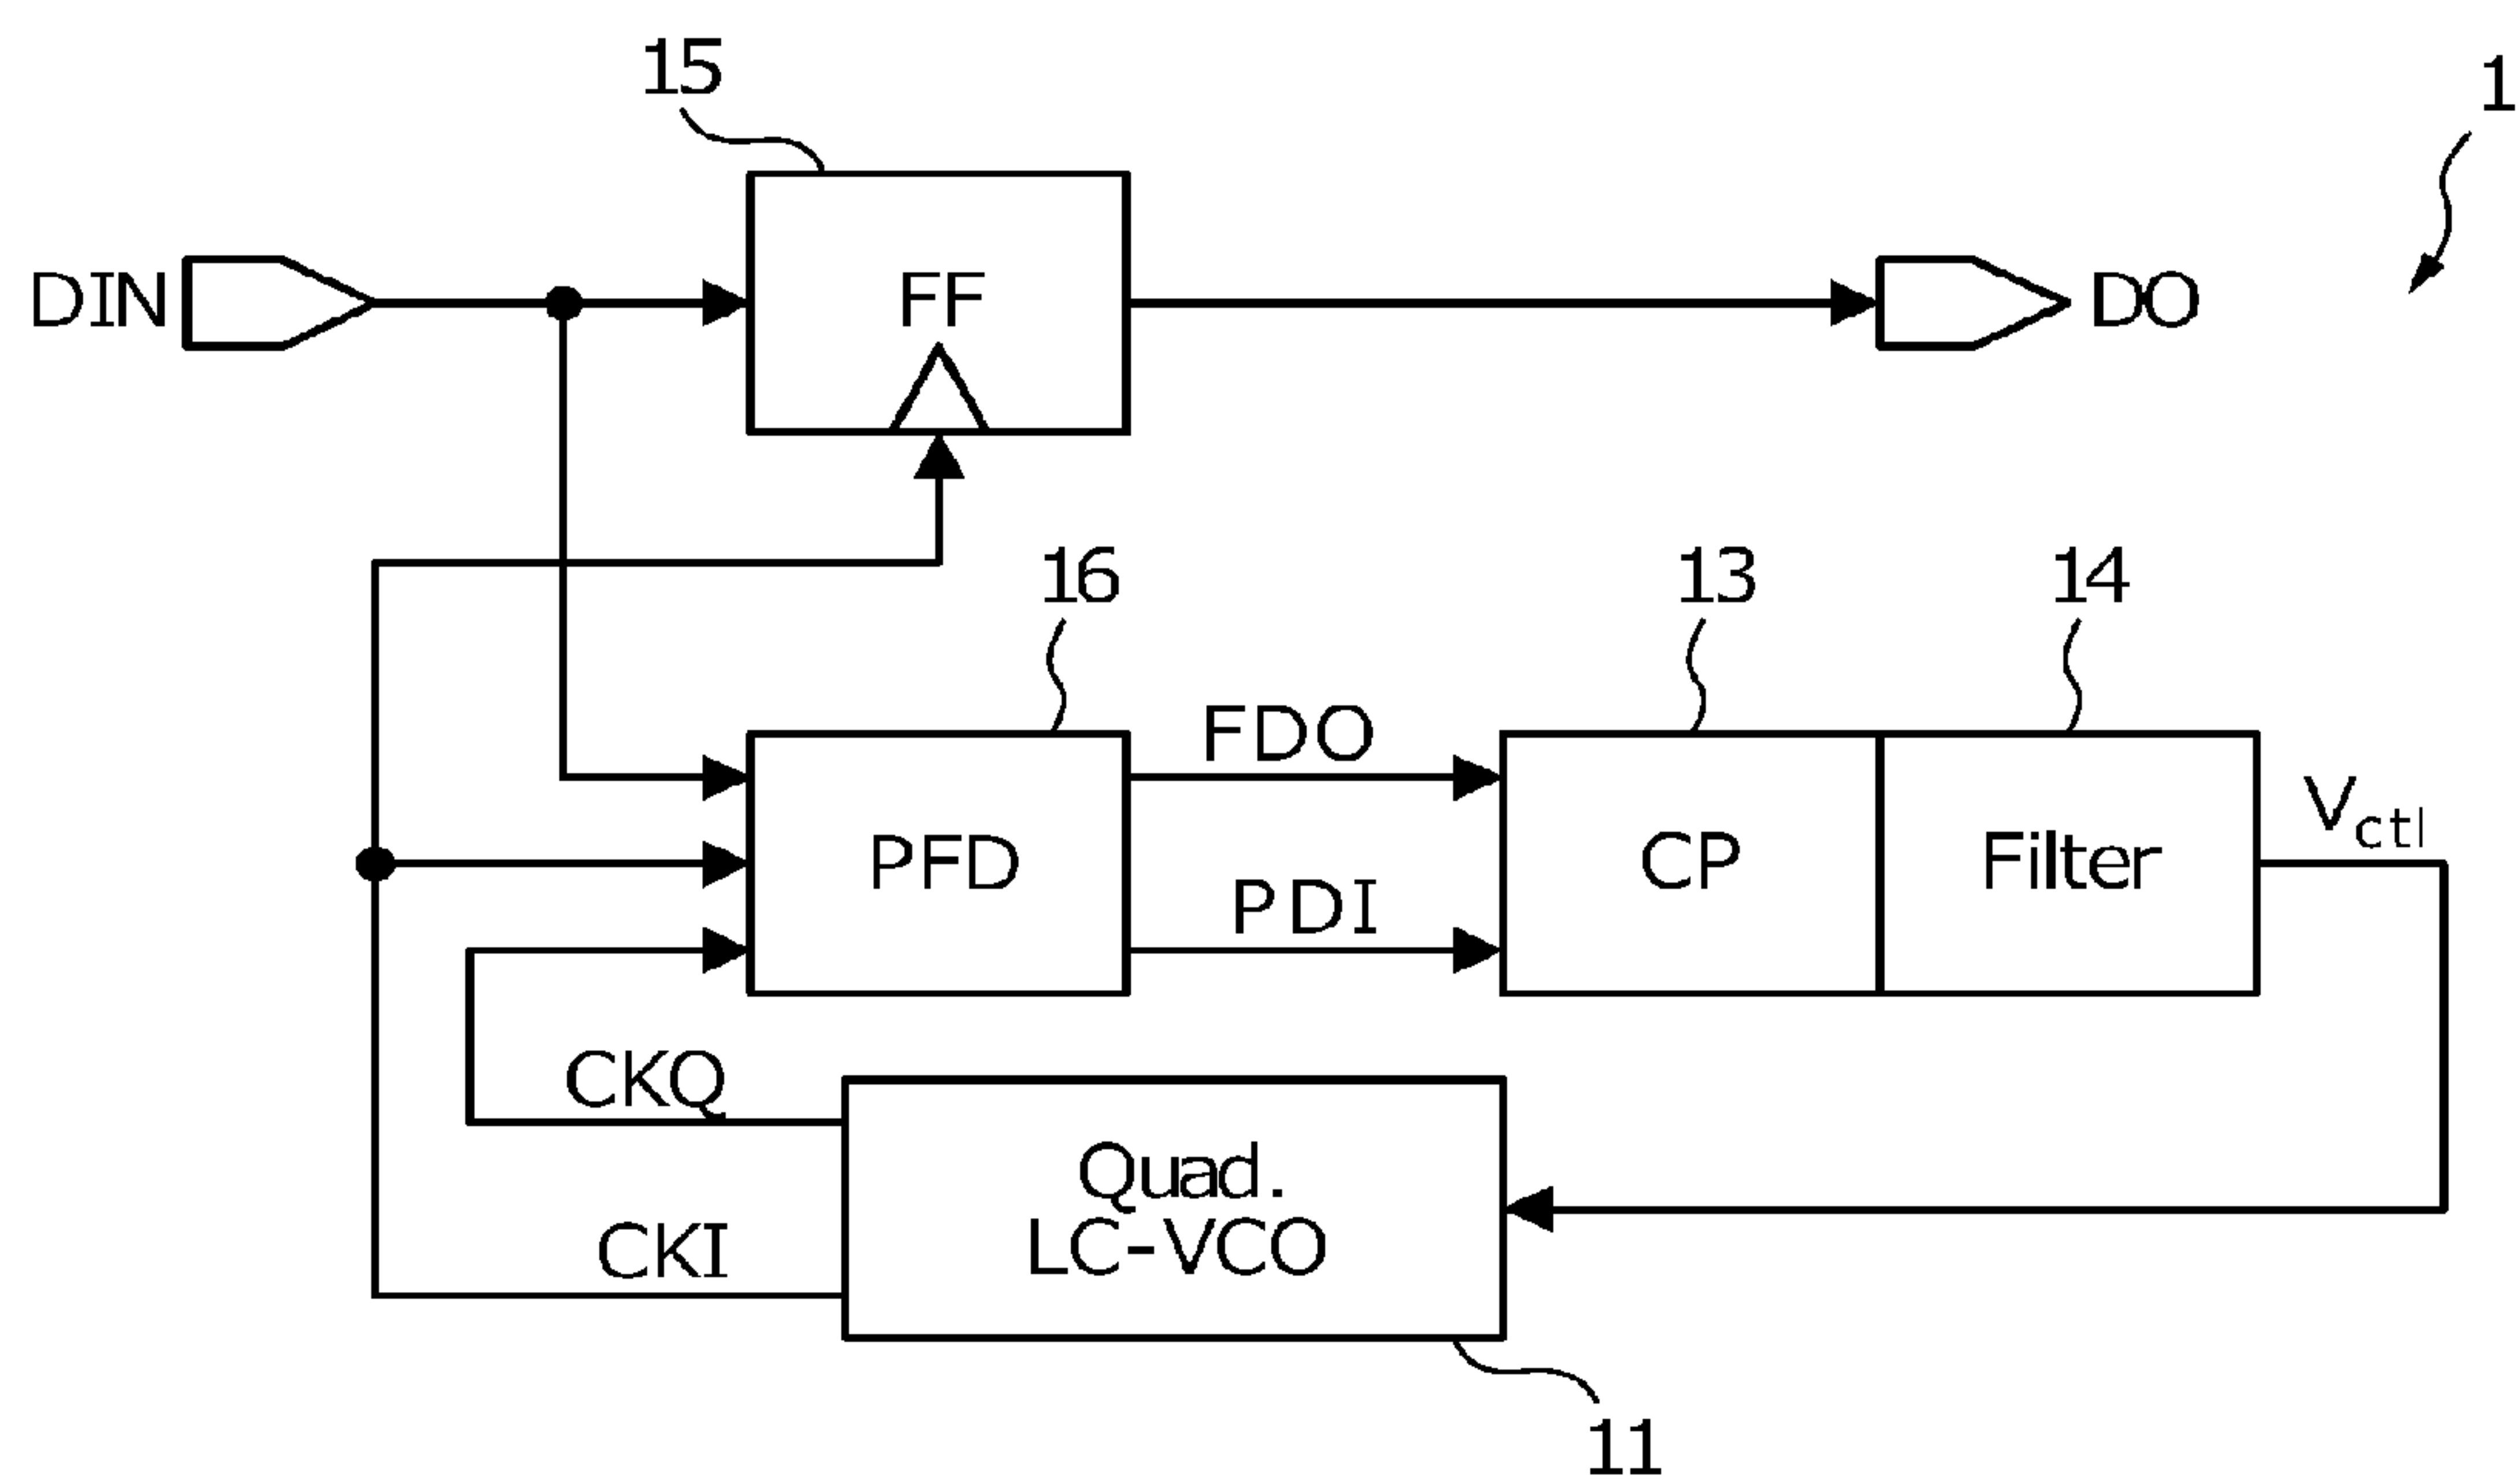 15
1
DIN
FF
DO
16
13
14
FDO
PFD
PDI
CP
Filter
Vctl
CKQ
Quad.
LC-VCO
CKI
11